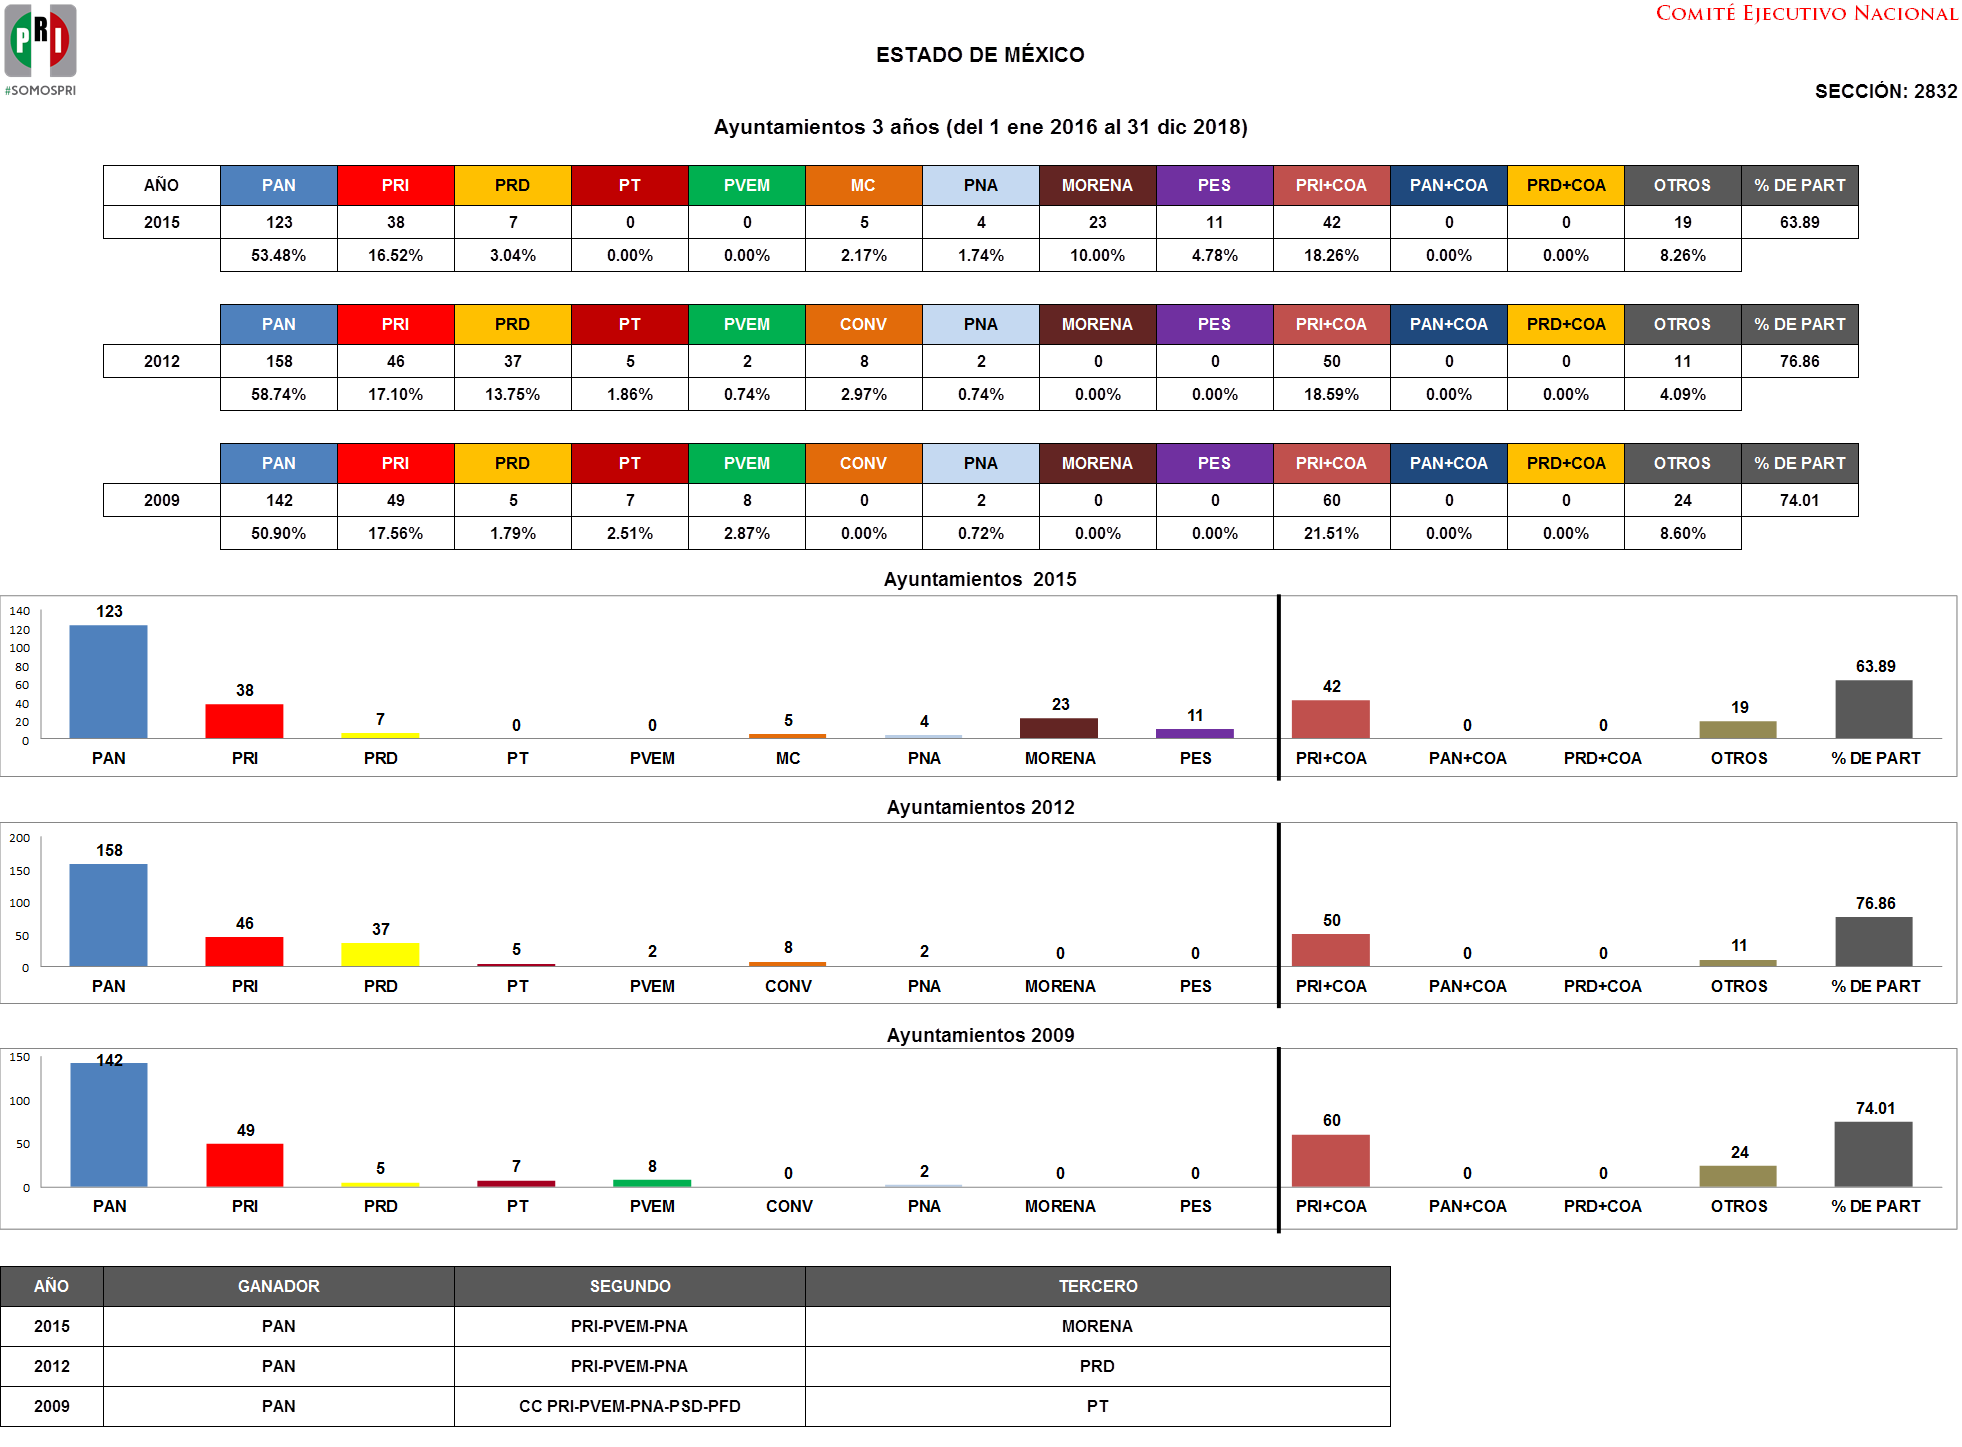 PRI
#SOMOSPRI
COMITÉ EJECUTIVO NACIONAL
ESTADO DE MÉXICO
SECCIÓN: 2832
Ayuntamientos 3 años (del 1 ene 2016 al 31 dic 2018)
AÑO PAN PRI PRD PT PVEM MC PNA MORENA PES PRI+COA PAN+COA PRD+COA OTROS % DE PART
2015 123 38 7 0 0 5 4 23 11 42 0 0 19 63.89
53.48% 16.52% 3.04% 0.00% 0.00% 2.17% 1.74% 10.00% 4.78% 18.26% 0.00% 0.00% 8.26%
PAN PRI PRD PT PVEM CONV PNA MORENA PES PRI+COA PAN+COA PRD+COA OTROS % DE PART
2012 158 46 37 5 2 8 2 0 0 50 0 0 11 76.86
58.74% 17.10% 13.75% 1.86% 0.74% 2.97% 0.74% 0.00% 0.00% 18.59% 0.00% 0.00% 4.09%
PAN PRI PRD PT PVEM CONV PNA MORENA PES PRI+COA PAN+COA PRD+COA OTROS % DE PART
2009 142 49 5 7 8 0 2 0 0 60 0 0 24 74.01
50.90% 17.56% 1.79% 2.51% 2.87% 0.00% 0.72% 0.00% 0.00% 21.51% 0.00% 0.00% 8.60%
Ayuntamientos 2015
140
120
100
80
60
40
20
0
123 38 7 0 0 5 4 23 11 42 0 0 19 63.89
PAN PRI PRD PT PVEM MC PNA MORENA PES PRI+COA PAN+COA PRD+COA OTROS % DE PART
Ayuntamientos 2012
200
150
100
50
0
158 46 37 5 2 8 2 0 0 50 0 0 11 76.86
PAN PRI PRD PT PVEM CONV PNA MORENA PES PRI+COA PAN+COA PRD+COA OTROS % DE PART
Ayuntamientos 2009
150
100
50
0
142 49 5 7 8 0 2 0 0 60 0 0 24 74.01
PAN PRI PRD PT PVEM CONV PNA MORENA PES PRI+COA PAN+COA PRD+COA OTROS % DE PART
AÑO GANADOR SEGUNDO TERCERO
2015 PAN PRI-PVEM-PNA MORENA
2012 PAN PRI-PVEM-PNA PRD
2009 PAN CC PRI-PVEM-PNA-PSD-PFD PT